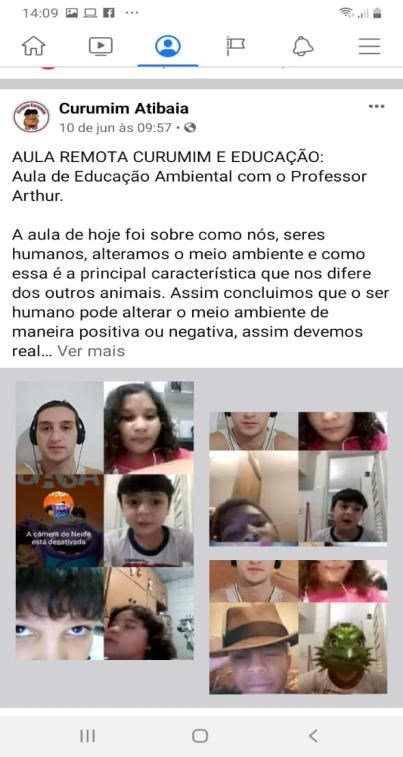 14:09
Curumim Atibaia
10 de jun às 09:57
AULA REMOTA CURUMIM E EDUCAÇÃO:
Aula de Educação Ambiental com o Professor
Arthur.
A aula de hoje foi sobre como nós, seres
humanos, alteramos o meio ambiente e como
essa é a principal característica que nos difere
dos outros animais. Assim concluimos que o ser
humano pode alterar o meio ambiente de
maneira positiva ou negativa, assim devemos
real... Ver mais
A câmera de Neide
está desativada